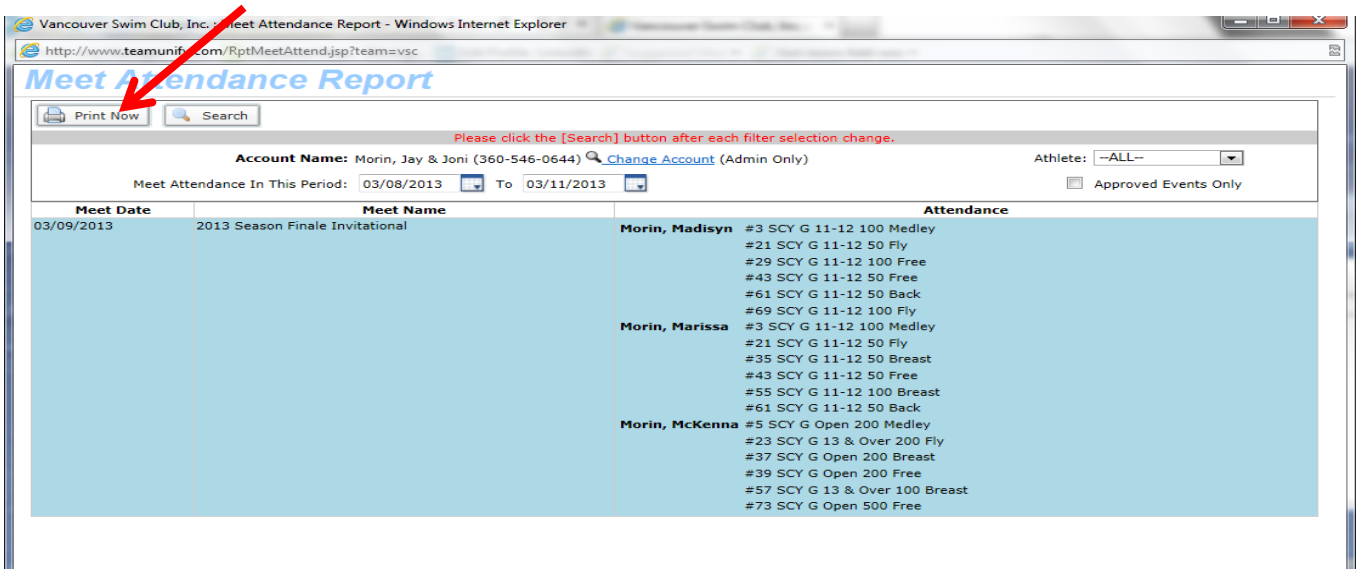 Vancouver Swim Club, Inc. : Meet Attendance Report - Windows Internet Explorer
http://www.teamunify.com/RptMeetAttend.jsp?team=vsc
Meet Attendance Report
Print Now Search
Please click the [Search] button after each filter selection change.
Account Name: Morin, Jay & Joni (360-546-0644) Change Account (Admin Only) Athlete: --ALL--
Meet Attendance In This Period: 03/08/2013 To 03/11/2013 Approved Events Only
Meet Date Meet Name Attendance
03/09/2013 2013 Season Finale Invitational Morin, Madisyn #3 SCY G 11-12 100 Medley
#21 SCY G 11-12 50 Fly
#29 SCY G 11-12 100 Free
#43 SCY G 11-12 50 Free
#61 SCY G 11-12 50 Back
#69 SCY G 11-12 100 Fly
Morin, Marissa #3 SCY G 11-12 100 Medley
#21 SCY G 11-12 50 Fly
#35 SCY G 11-12 50 Breast
#43 SCY G 11-12 50 Free
#55 SCY G 11-12 100 Breast
#61 SCY G 11-12 50 Back
Morin, McKenna #5 SCY G Open 200 Medley
#23 SCY G 13 & Over 200 Fly
#37 SCY G Open 200 Breast
#39 SCY G Open 200 Free
#57 SCY G 13 & Over 100 Breast
#73 SCY G Open 500 Free